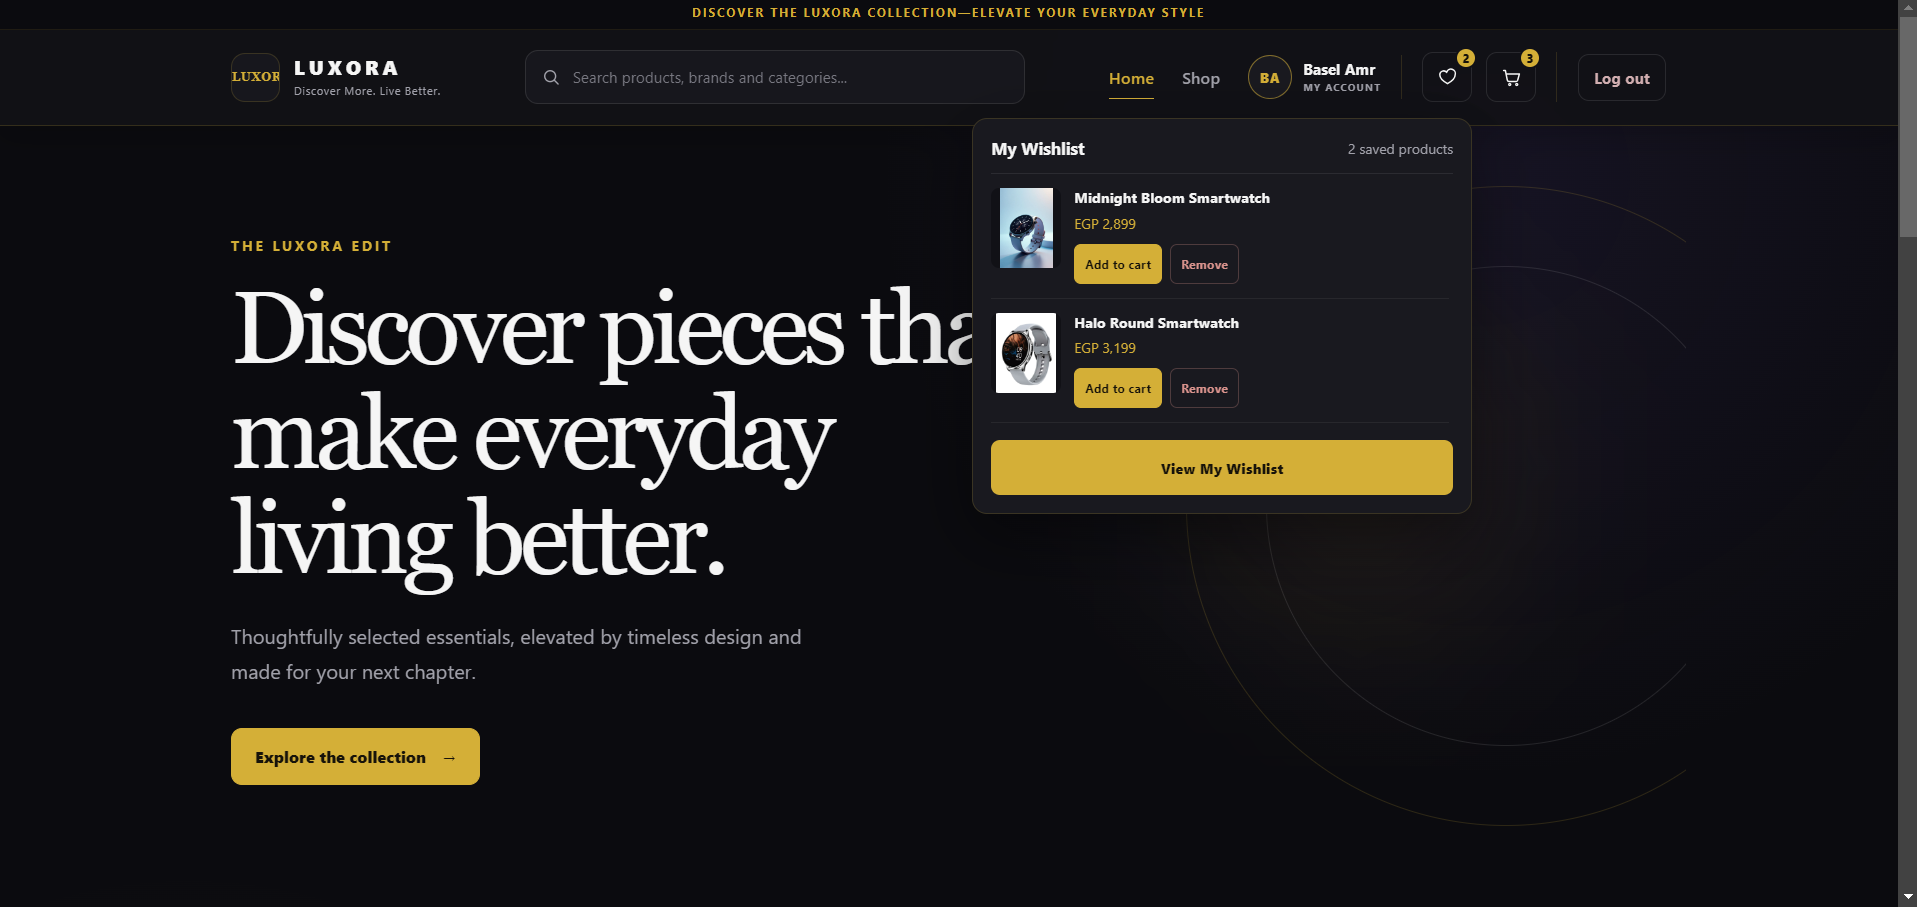 DISCOVER THE LUXORA COLLECTION—ELEVATE YOUR EVERYDAY STYLE
LUXOR
LUXORA
Discover More. Live Better.
Search products, brands and categories...
Home
Shop
BA
Basel Amr
MY ACCOUNT
2
3
Log out
My Wishlist
2 saved products
Midnight Bloom Smartwatch
EGP 2,899
Add to cart
Remove
Halo Round Smartwatch
EGP 3,199
Add to cart
Remove
View My Wishlist
THE LUXORA EDIT
Discover pieces tha
make everyday
living better.
Thoughtfully selected essentials, elevated by timeless design and
made for your next chapter.
Explore the collection →